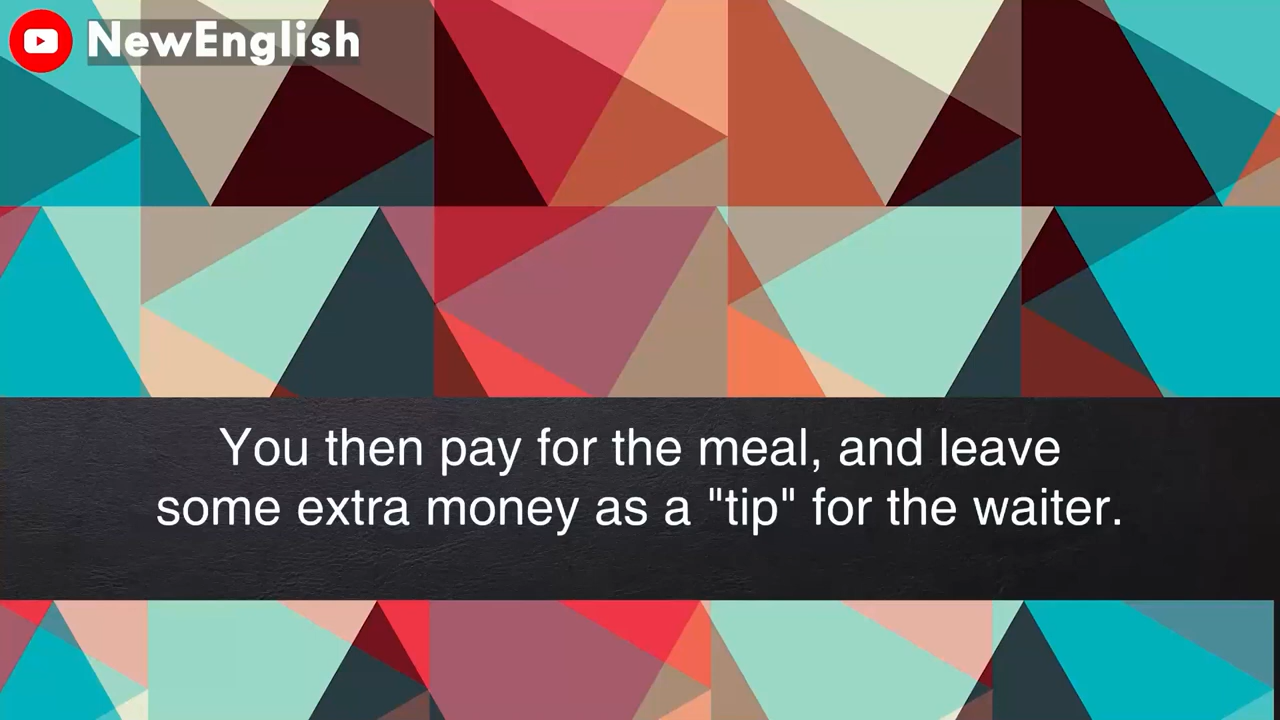 NewEnglish
You then pay for the meal, and leave
some extra money as a "tip" for the waiter.